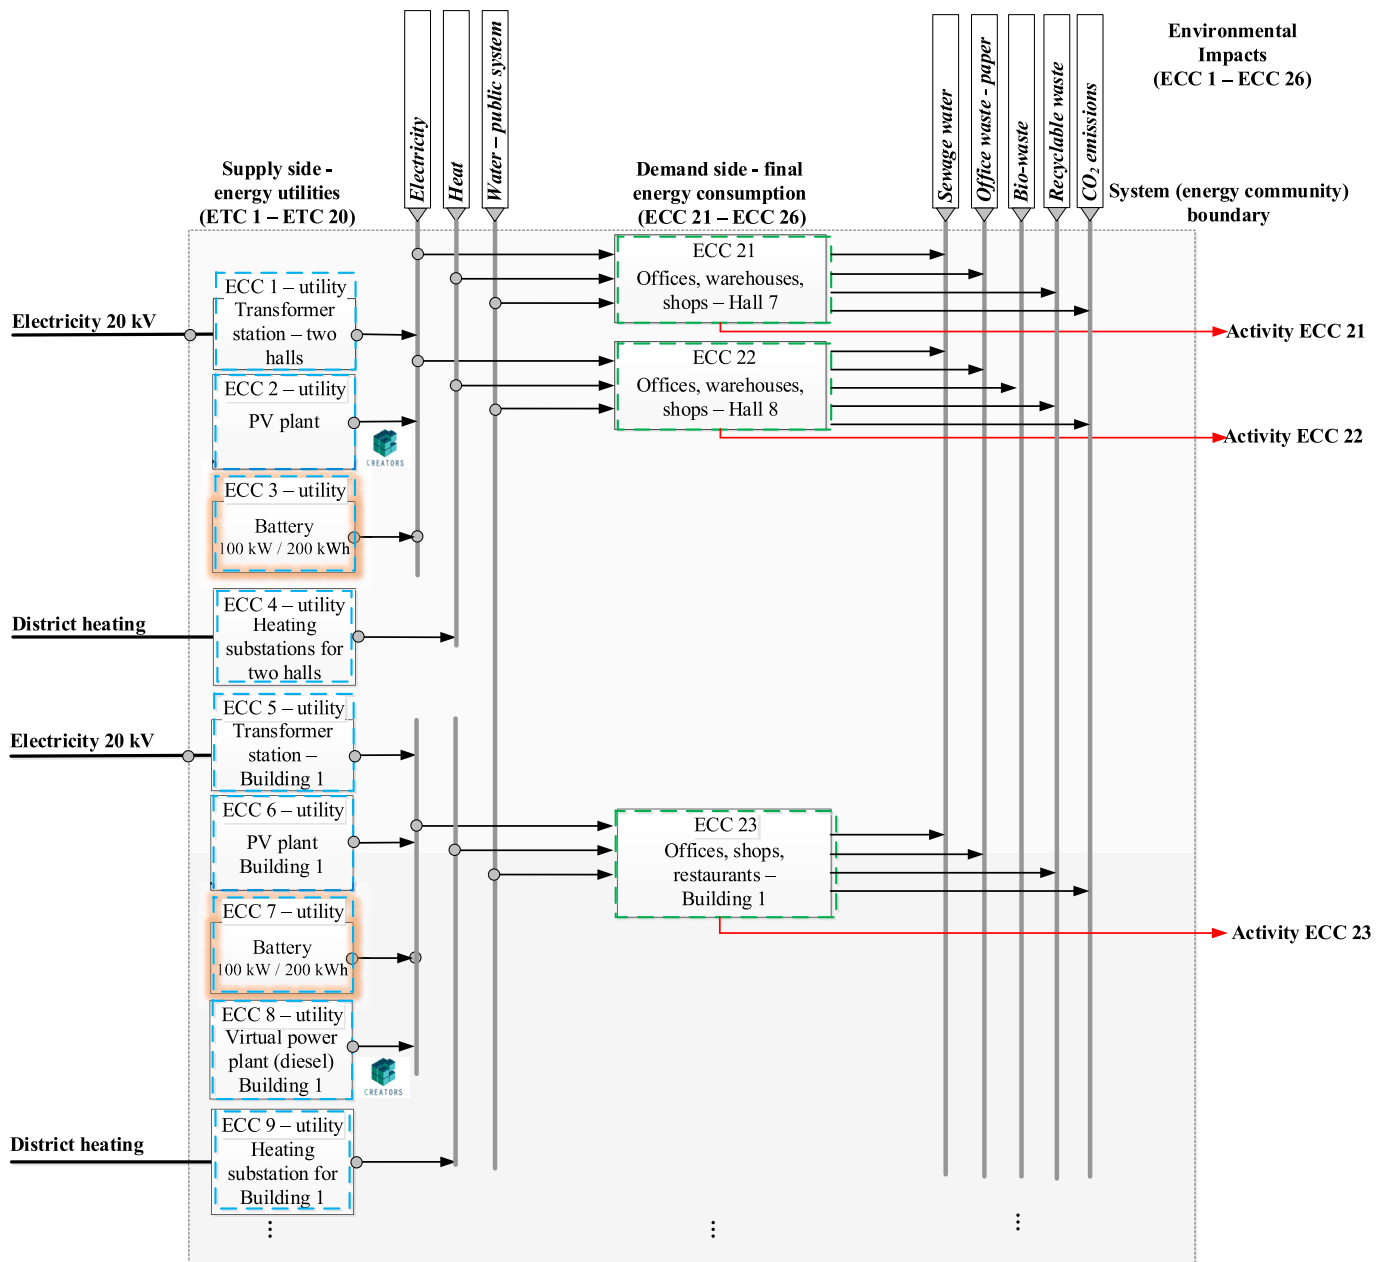 Environmental
Impacts
(ECC 1 – ECC 26)
Electricity
Heat
Water – public system
Sewage water
Office waste - paper
Bio-waste
Recyclable waste
CO₂ emissions
Supply side -
energy utilities
(ETC 1 – ETC 20)
Demand side - final
energy consumption
(ECC 21 – ECC 26)
System (energy community)
boundary
ECC 21
Offices, warehouses,
shops – Hall 7
Activity ECC 21
Electricity 20 kV
ECC 1 – utility
Transformer
station – two
halls
ECC 22
Offices, warehouses,
shops – Hall 8
Activity ECC 22
ECC 2 – utility
PV plant
CREATORS
ECC 3 – utility
Battery
100 kW / 200 kWh
District heating
ECC 4 – utility
Heating
substations for
two halls
Electricity 20 kV
ECC 5 – utility
Transformer
station –
Building 1
ECC 6 – utility
PV plant
Building 1
ECC 23
Offices, shops,
restaurants –
Building 1
Activity ECC 23
ECC 7 – utility
Battery
100 kW / 200 kWh
ECC 8 – utility
Virtual power
plant (diesel)
Building 1
CREATORS
District heating
ECC 9 – utility
Heating
substation for
Building 1